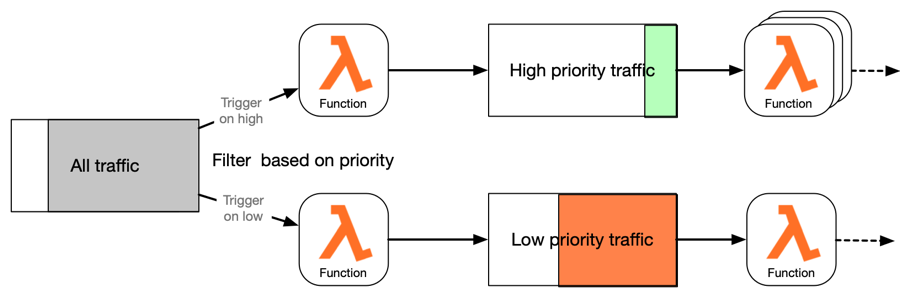 Trigger
on high
Function
High priority traffic
Function
All traffic
Filter  based on priority
Trigger
on low
Function
Low priority traffic
Function